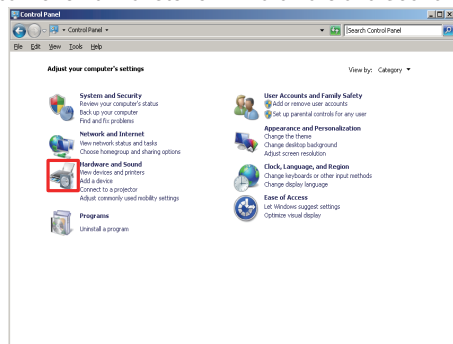 Control Panel
Control Panel
Search Control Panel
File Edit View Tools Help
Adjust your computer's settings
View by: Category
System and Security
Review your computer's status
Back up your computer
Find and fix problems
Network and Internet
View network status and tasks
Choose homegroup and sharing options
Hardware and Sound
View devices and printers
Add a device
Connect to a projector
Adjust commonly used mobility settings
Programs
Uninstall a program
User Accounts and Family Safety
Add or remove user accounts
Set up parental controls for any user
Appearance and Personalization
Change the theme
Change desktop background
Adjust screen resolution
Clock, Language, and Region
Change keyboards or other input methods
Change display language
Ease of Access
Let Windows suggest settings
Optimize visual display